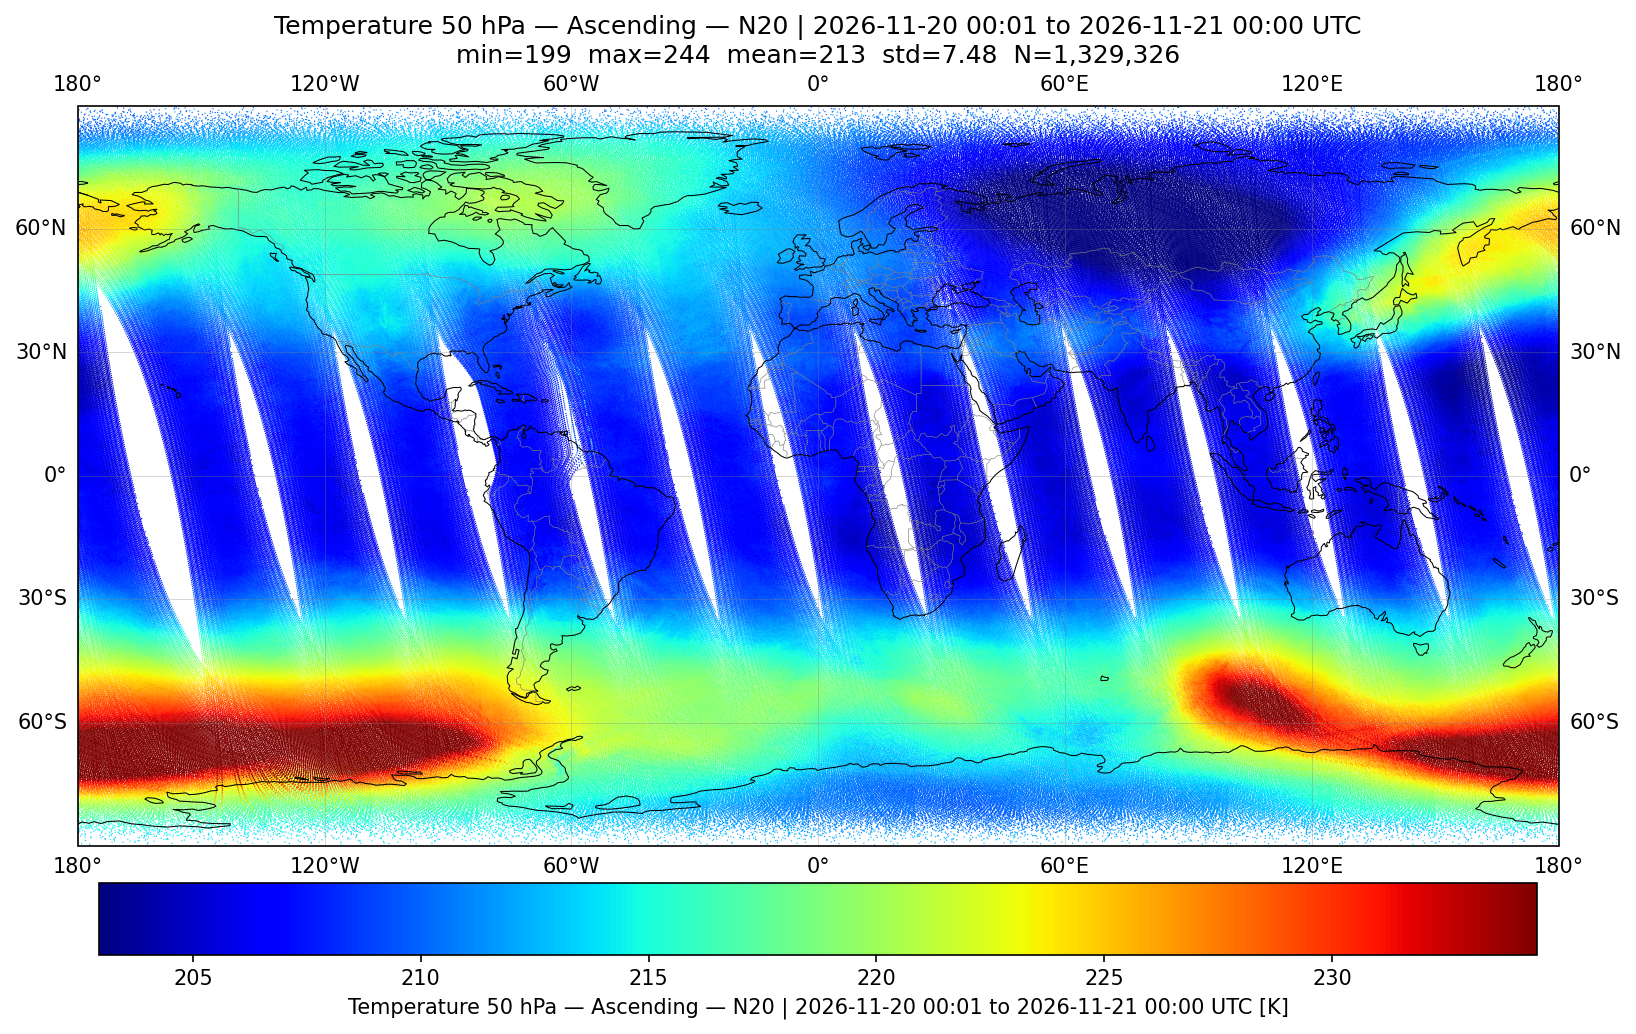 Temperature 50 hPa — Ascending — N20 | 2026-11-20 00:01 to 2026-11-21 00:00 UTC
min=199 max=244 mean=213 std=7.48 N=1,329,326
180° 120°W 60°W 0° 60°E 120°E 180°
60°N 60°N
30°N 30°N
0° 0°
30°S 30°S
60°S 60°S
180° 120°W 60°W 0° 60°E 120°E 180°
205 210 215 220 225 230
Temperature 50 hPa — Ascending — N20 | 2026-11-20 00:01 to 2026-11-21 00:00 UTC [K]